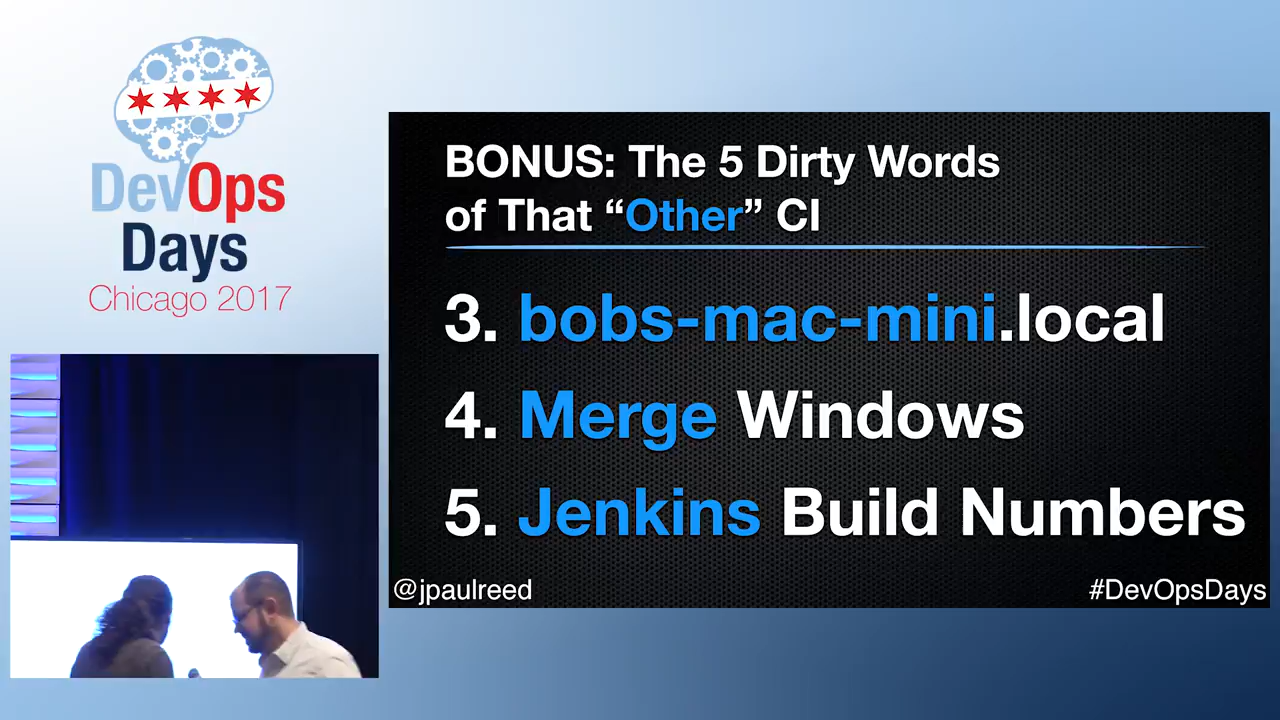 DevOps
Days
Chicago 2017
BONUS: The 5 Dirty Words
of That “Other” CI
3. bobs-mac-mini.local
4. Merge Windows
5. Jenkins Build Numbers
@jpaulreed
#DevOpsDays